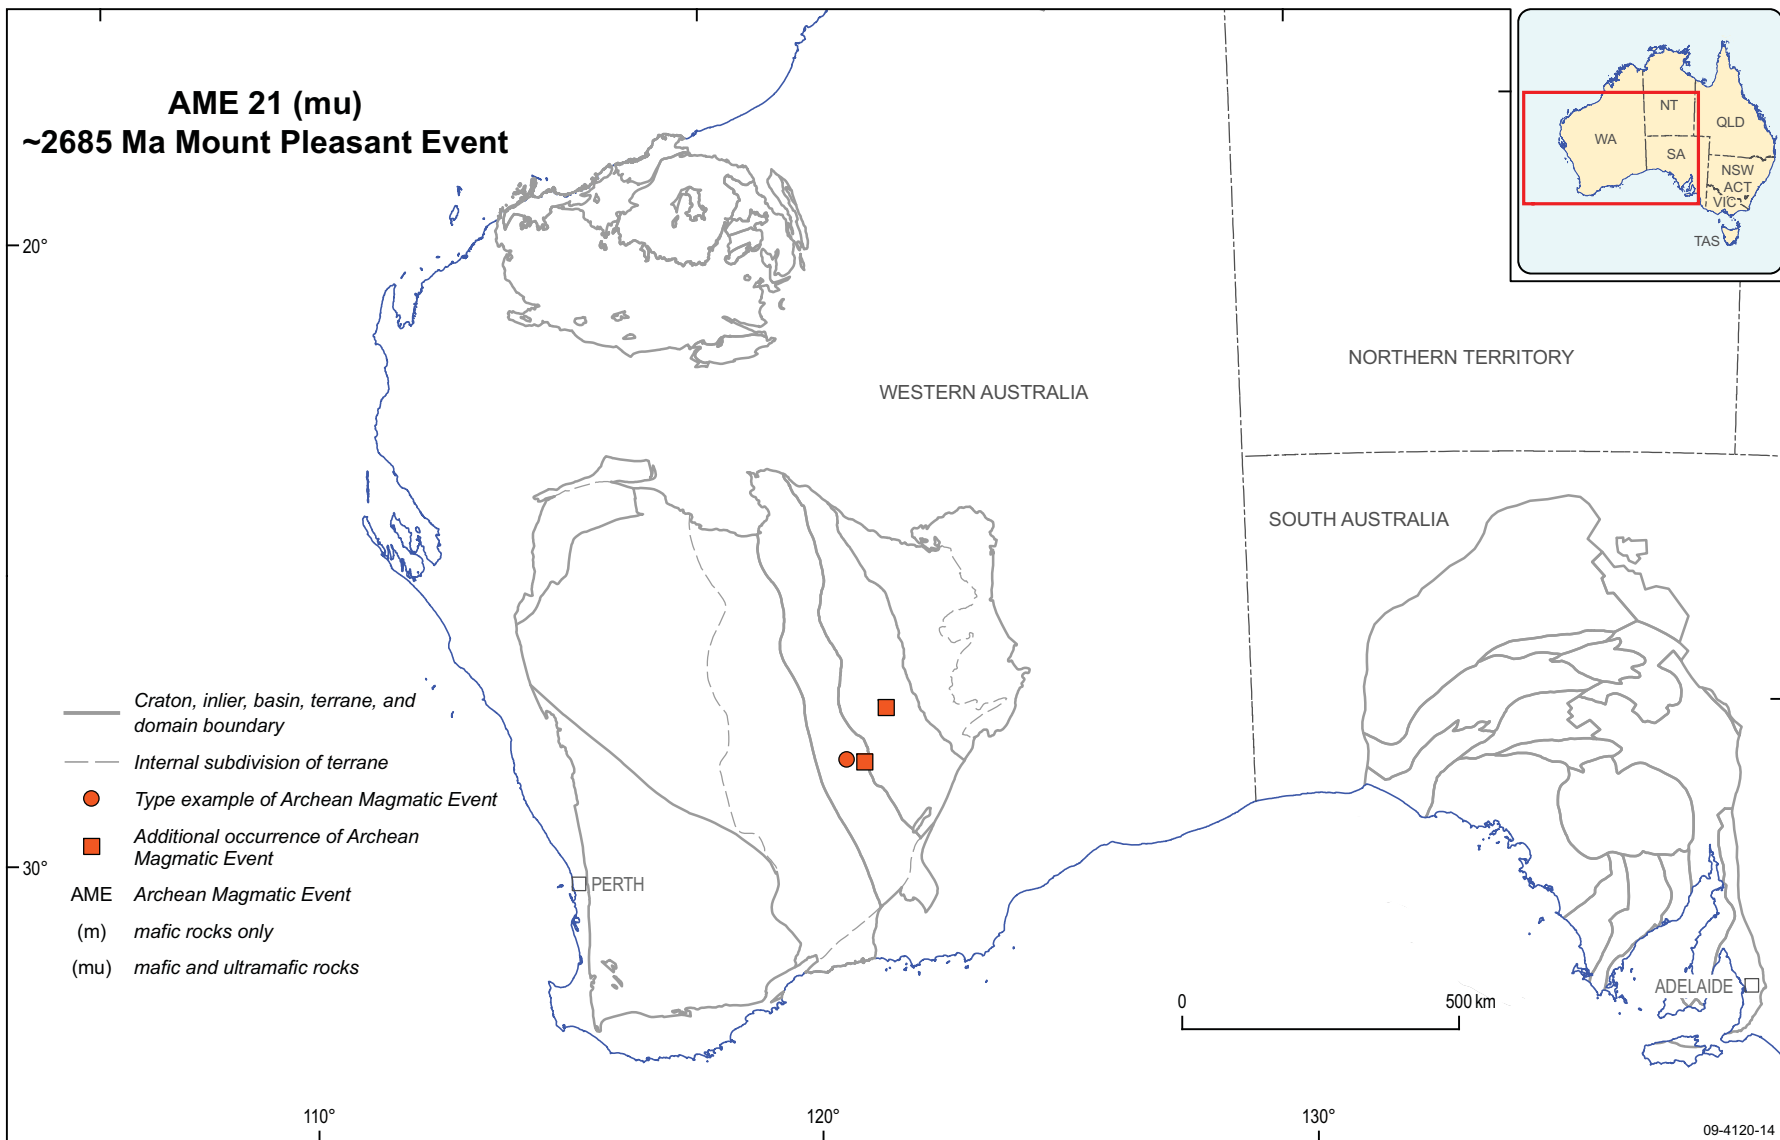 AME 21 (mu)
~2685 Ma Mount Pleasant Event
NT
QLD
WA
SA
NSW
ACT
VIC
TAS
20°
NORTHERN TERRITORY
WESTERN AUSTRALIA
SOUTH AUSTRALIA
Craton, inlier, basin, terrane, and
domain boundary
Internal subdivision of terrane
Type example of Archean Magmatic Event
Additional occurrence of Archean
Magmatic Event
AME Archean Magmatic Event
(m) mafic rocks only
(mu) mafic and ultramafic rocks
30°
PERTH
ADELAIDE
0 500 km
110° 120° 130°
09-4120-14